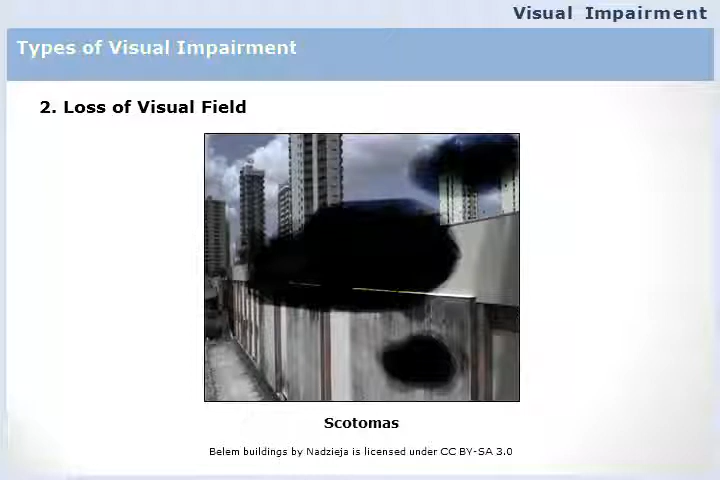 Visual Impairment
Types of Visual Impairment
2. Loss of Visual Field
Scotomas
Belem buildings by Nadzieja is licensed under CC BY-SA 3.0